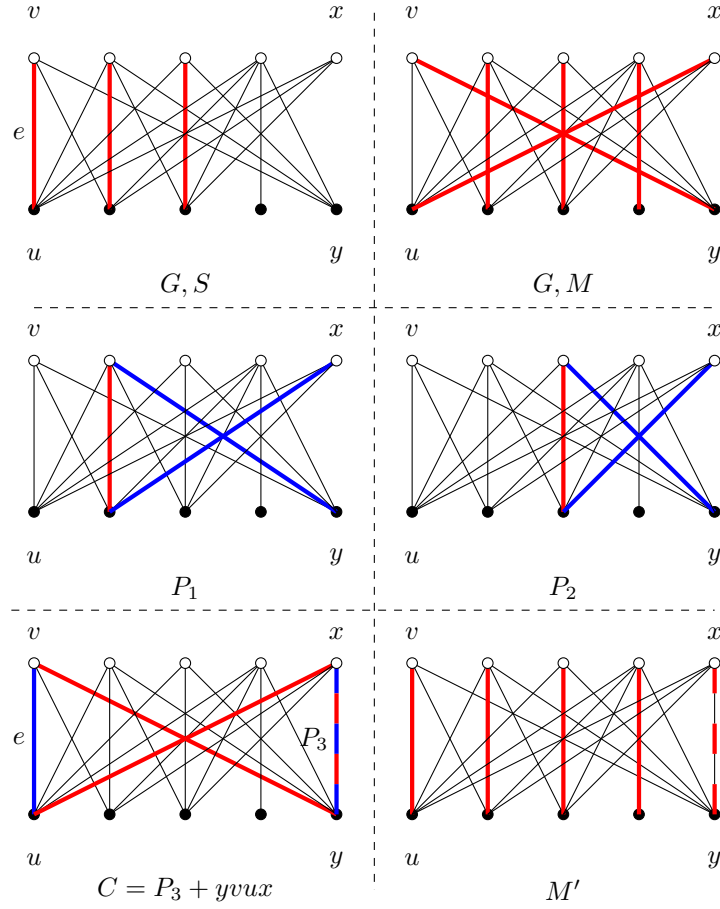 v x v x
e
u y u y
G, S G, M
v x v x
u y u y
P₁ P₂
v x v x
e P₃
u y u y
C = P₃ + yvux M′